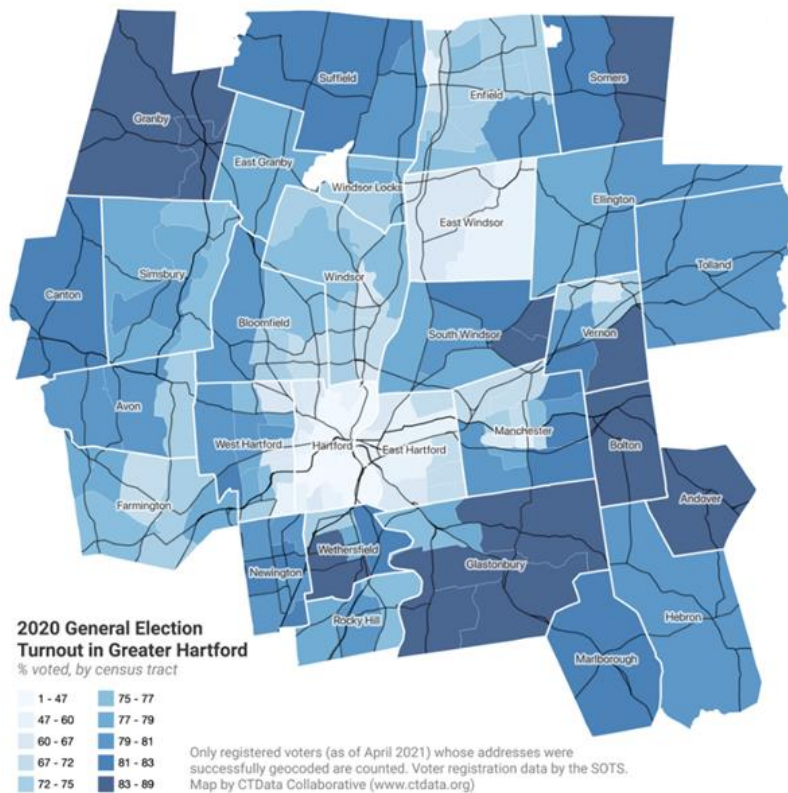 Suffield
Enfield
Somers
Granby
East Granby
Windsor Locks
Ellington
East Windsor
Tolland
Simsbury
Windsor
Canton
Bloomfield
South Windsor
Vernon
Avon
West Hartford
Hartford
East Hartford
Manchester
Bolton
Andover
Farmington
Wethersfield
Glastonbury
Newington
Rocky Hill
Hebron
Marlborough
2020 General Election
Turnout in Greater Hartford
% voted, by census tract
1 - 47
75 - 77
47 - 60
77 - 79
60 - 67
79 - 81
67 - 72
81 - 83
72 - 75
83 - 89
Only registered voters (as of April 2021) whose addresses were
successfully geocoded are counted. Voter registration data by the SOTS.
Map by CTData Collaborative (www.ctdata.org)